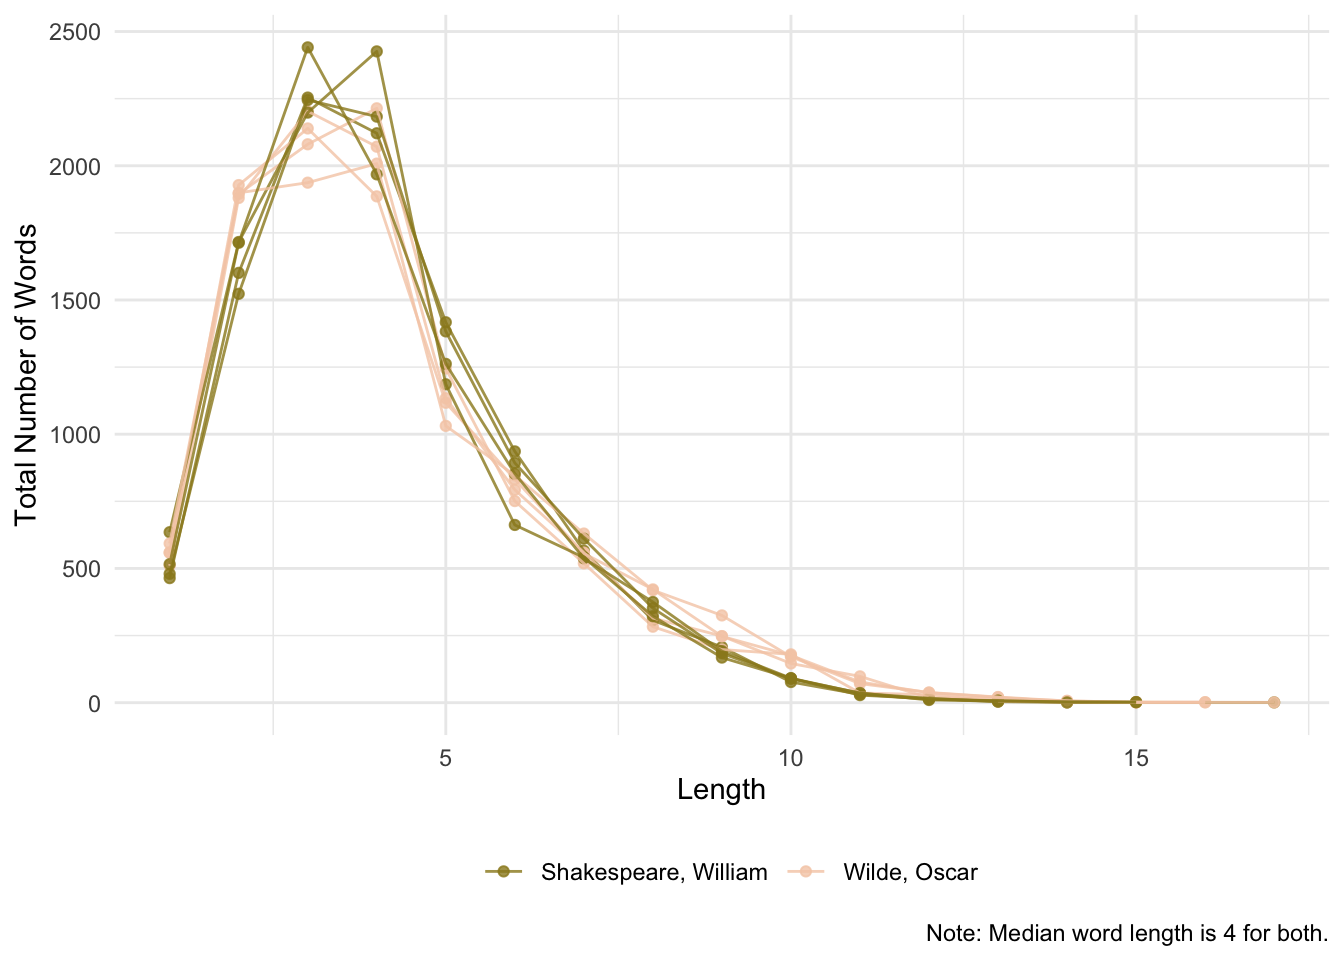 2500
2000
1500
1000
500
0
Total Number of Words
5 10 15
Length
Shakespeare, William Wilde, Oscar
Note: Median word length is 4 for both.